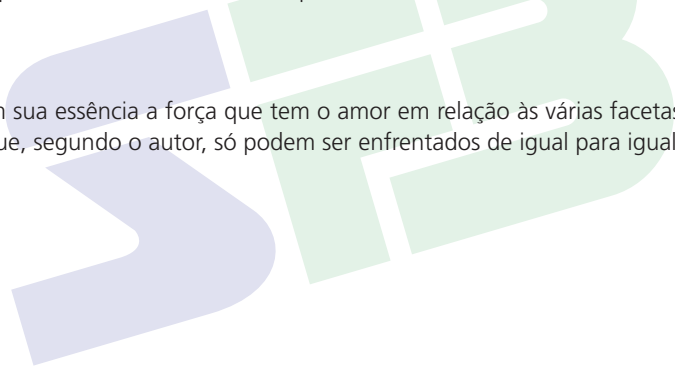 sua essência a força que tem o amor em relação às várias facetas
segundo o autor, só podem ser enfrentados de igual para igual
SFB